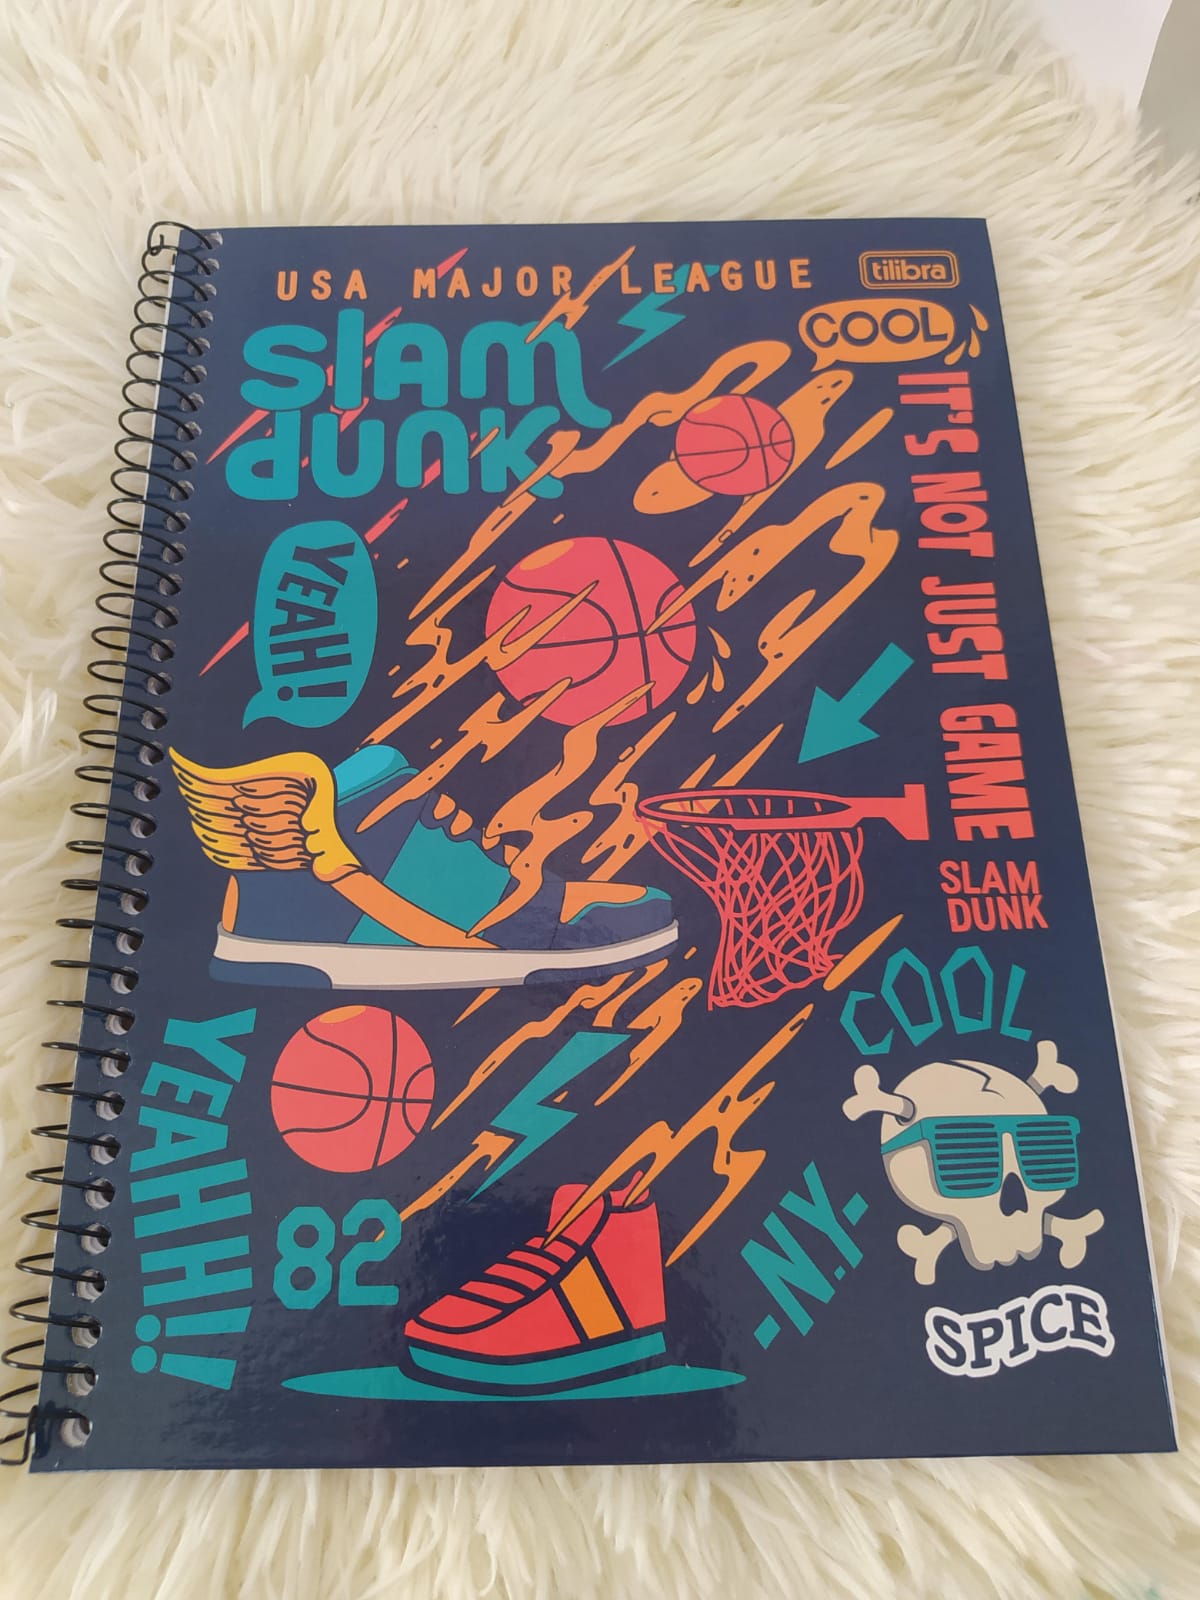 USA MAJOR LEAGUE
tilibra
slam
dunk
COOL
IT'S NOT JUST GAME
YEAH!
SLAM
DUNK
COOL
YEAHH!!
82
-N.Y.-
SPICE